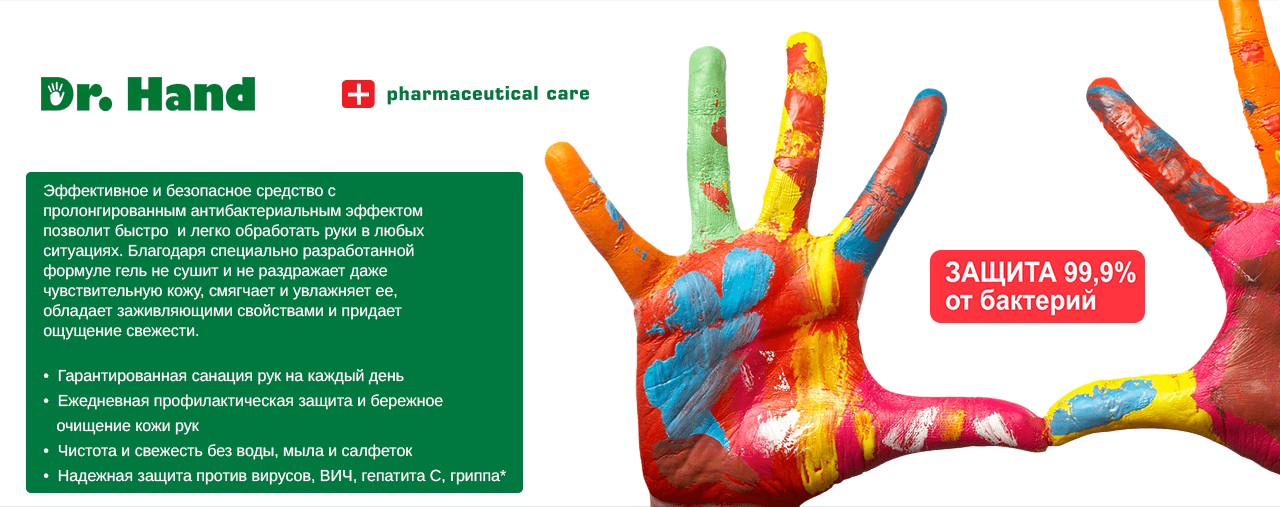 Dr. Hand
pharmaceutical care
Эффективное и безопасное средство с
пролонгированным антибактериальным эффектом
позволит быстро и легко обработать руки в любых
ситуациях. Благодаря специально разработанной
формуле гель не сушит и не раздражает даже
чувствительную кожу, смягчает и увлажняет ее,
обладает заживляющими свойствами и придает
ощущение свежести.
• Гарантированная санация рук на каждый день
• Ежедневная профилактическая защита и бережное
очищение кожи рук
• Чистота и свежесть без воды, мыла и салфеток
• Надежная защита против вирусов, ВИЧ, гепатита С, гриппа*
ЗАЩИТА 99,9%
от бактерий